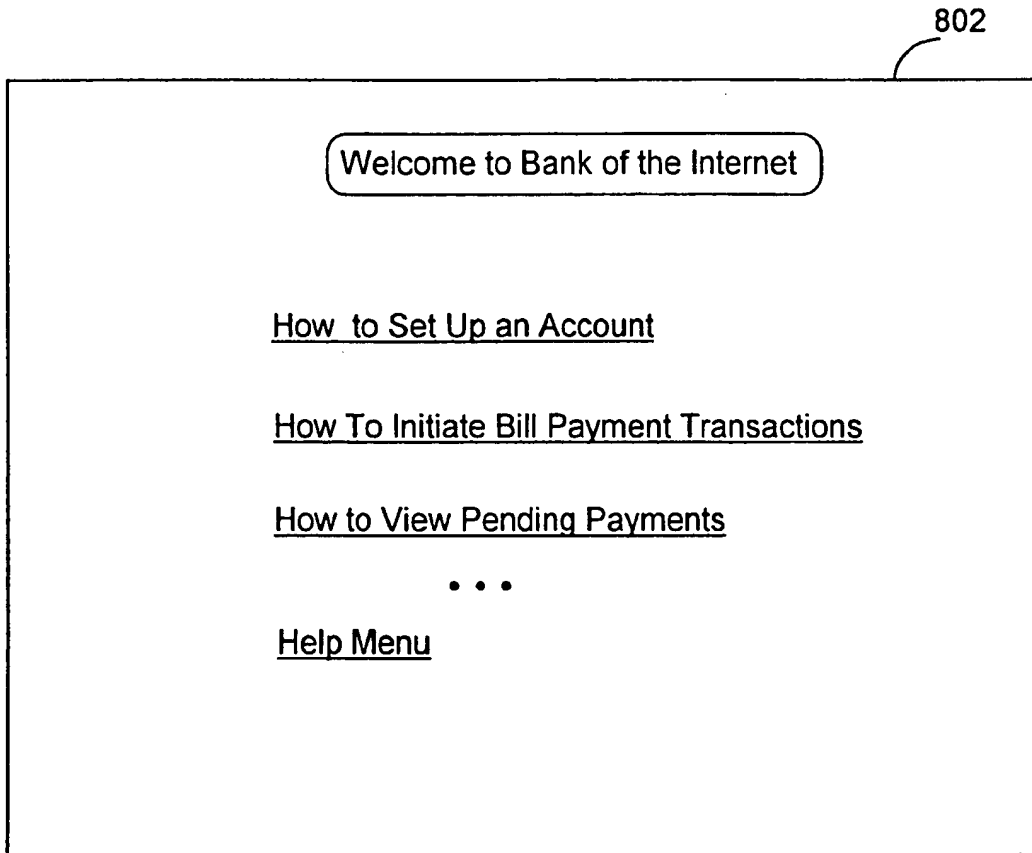 802
Welcome to Bank of the Internet
How to Set Up an Account
How To Initiate Bill Payment Transactions
How to View Pending Payments
• • •
Help Menu